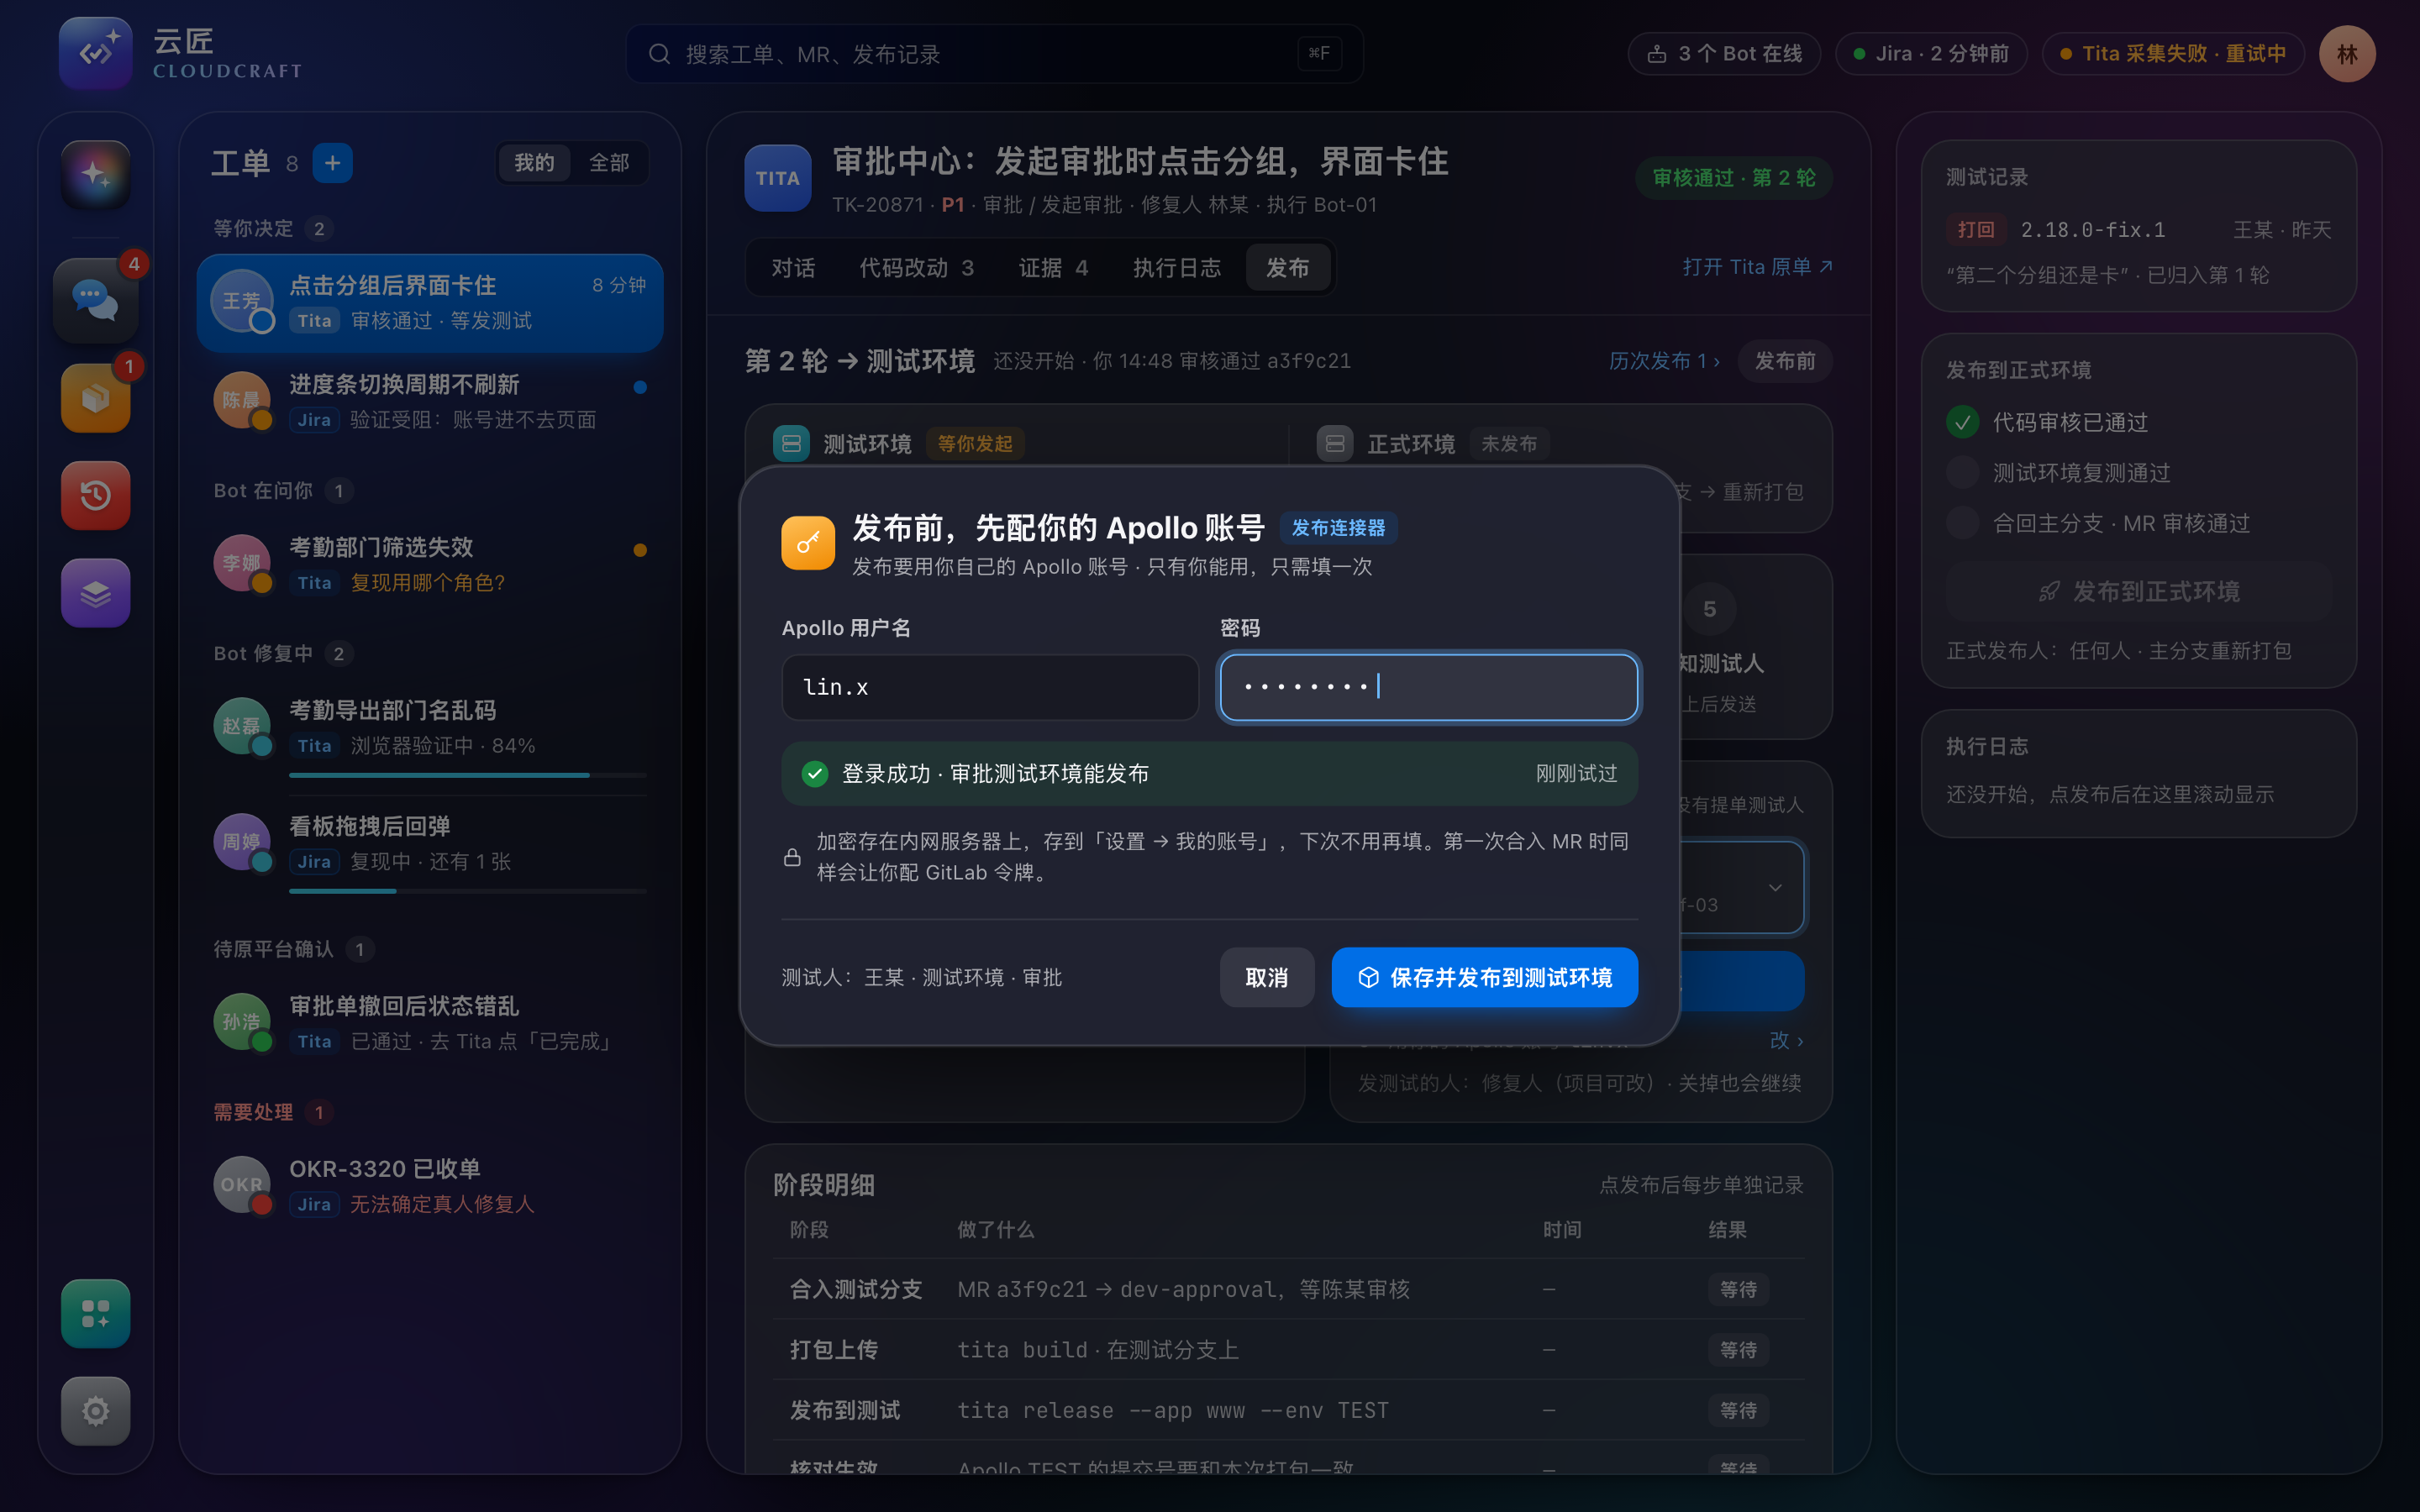 云匠
CLOUDCRAFT
搜索工单、MR、发布记录
⌘F
3 个 Bot 在线
Jira · 2 分钟前
Tita 采集失败 · 重试中
林
4
1
工单 8
我的 全部
等你决定 2
王芳
点击分组后界面卡住
8 分钟
Tita 审核通过 · 等发测试
陈晨
进度条切换周期不刷新
Jira 验证受阻：账号进不去页面
Bot 在问你 1
李娜
考勤部门筛选失效
Tita 复现用哪个角色?
Bot 修复中 2
赵磊
考勤导出部门名乱码
Tita 浏览器验证中 · 84%
周婷
看板拖拽后回弹
Jira 复现中 · 还有 1 张
待原平台确认 1
孙浩
审批单撤回后状态错乱
Tita 已通过 · 去 Tita 点「已完成」
需要处理 1
OKR
OKR-3320 已收单
Jira 无法确定真人修复人
TITA
审批中心：发起审批时点击分组，界面卡住
TK-20871 · P1 · 审批 / 发起审批 · 修复人 林某 · 执行 Bot-01
审核通过 · 第 2 轮
对话 代码改动 3 证据 4 执行日志 发布
打开 Tita 原单 ↗
第 2 轮 → 测试环境 还没开始 · 你 14:48 审核通过 a3f9c21
历次发布 1 › 发布前
测试环境 等你发起
正式环境 未发布
支 → 重新打包
5
知测试人
上后发送
没有提单测试人
f-03
发布前，先配你的 Apollo 账号 发布连接器
发布要用你自己的 Apollo 账号 · 只有你能用，只需填一次
Apollo 用户名
密码
lin.x
••••••••
登录成功 · 审批测试环境能发布
刚刚试过
加密存在内网服务器上，存到「设置 → 我的账号」，下次不用再填。第一次合入 MR 时同
样会让你配 GitLab 令牌。
测试人：王某 · 测试环境 · 审批
取消
保存并发布到测试环境
改 ›
发测试的人：修复人（项目可改）· 关掉也会继续
阶段明细
点发布后每步单独记录
阶段 做了什么 时间 结果
合入测试分支 MR a3f9c21 → dev-approval，等陈某审核 — 等待
打包上传 tita build · 在测试分支上 — 等待
发布到测试 tita release --app www --env TEST — 等待
核对生效 Apollo TEST 的提交号要和本次打包一致 — 等待
测试记录
打回 2.18.0-fix.1 王某 · 昨天
“第二个分组还是卡” · 已归入第 1 轮
发布到正式环境
代码审核已通过
测试环境复测通过
合回主分支 · MR 审核通过
发布到正式环境
正式发布人：任何人 · 主分支重新打包
执行日志
还没开始，点发布后在这里滚动显示